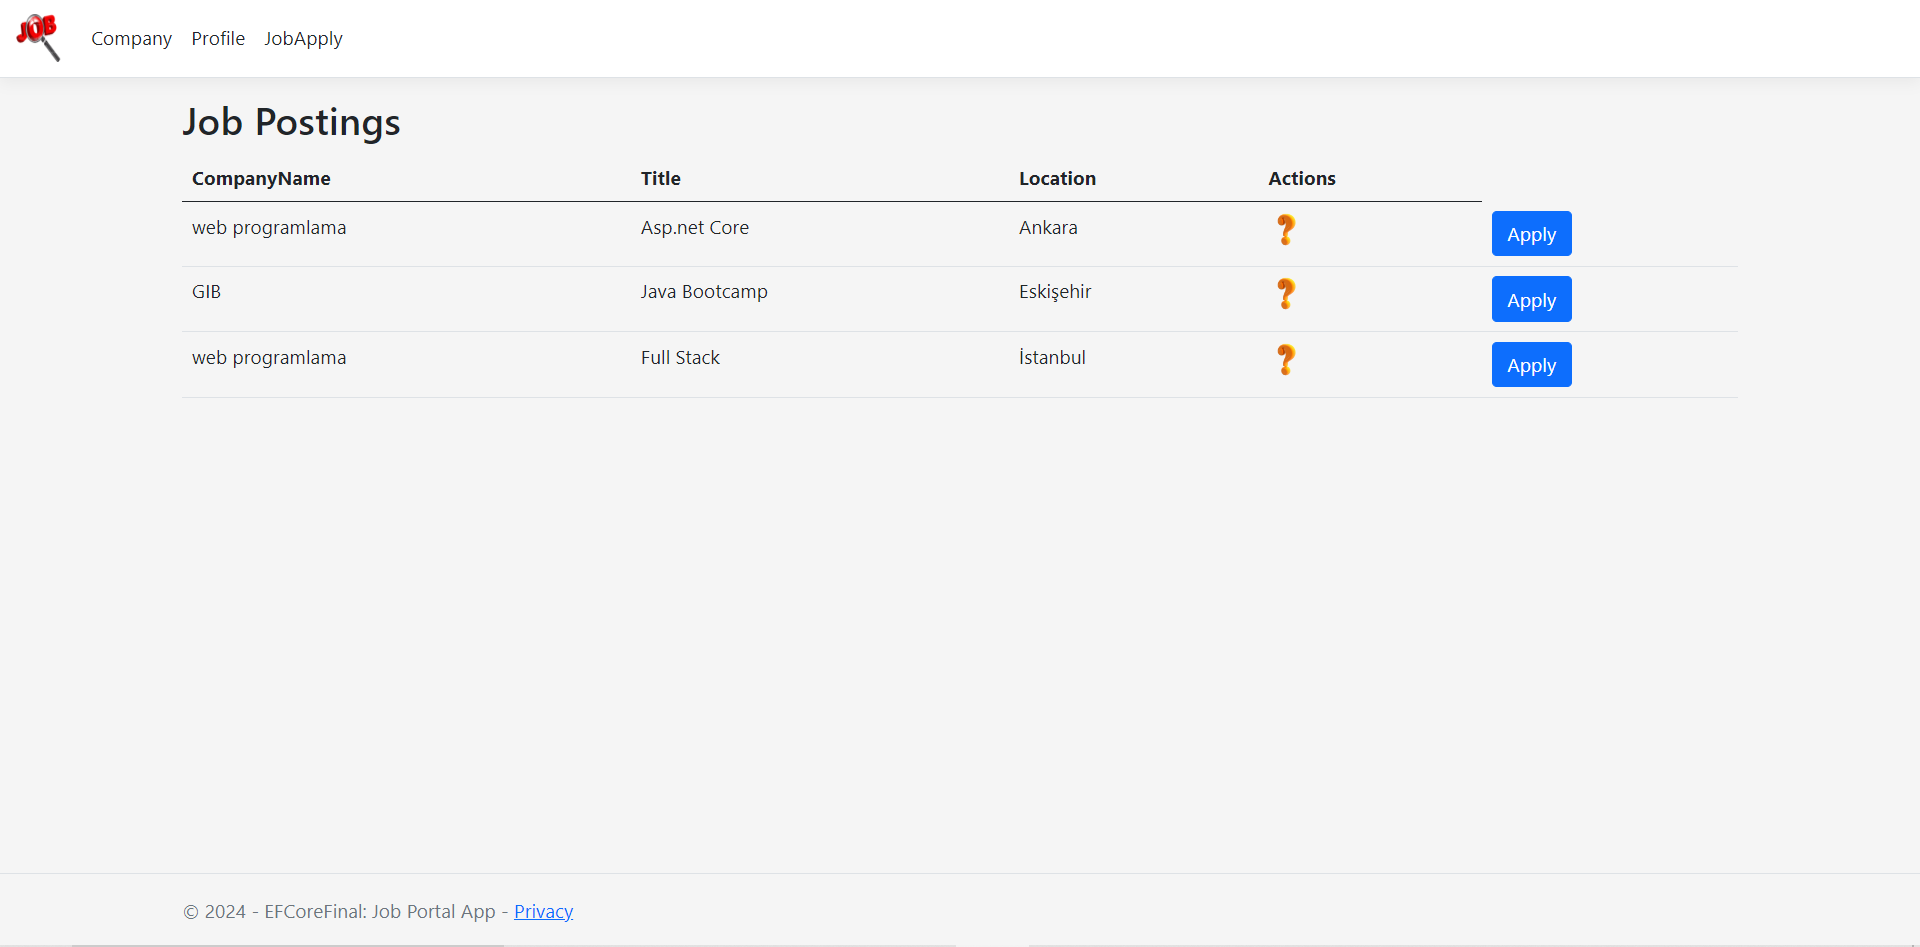 JOB
Company Profile JobApply
Job Postings
CompanyName Title Location Actions
web programlama Asp.net Core Ankara ? Apply
GIB Java Bootcamp Eskişehir ? Apply
web programlama Full Stack İstanbul ? Apply
© 2024 - EFCoreFinal: Job Portal App - Privacy